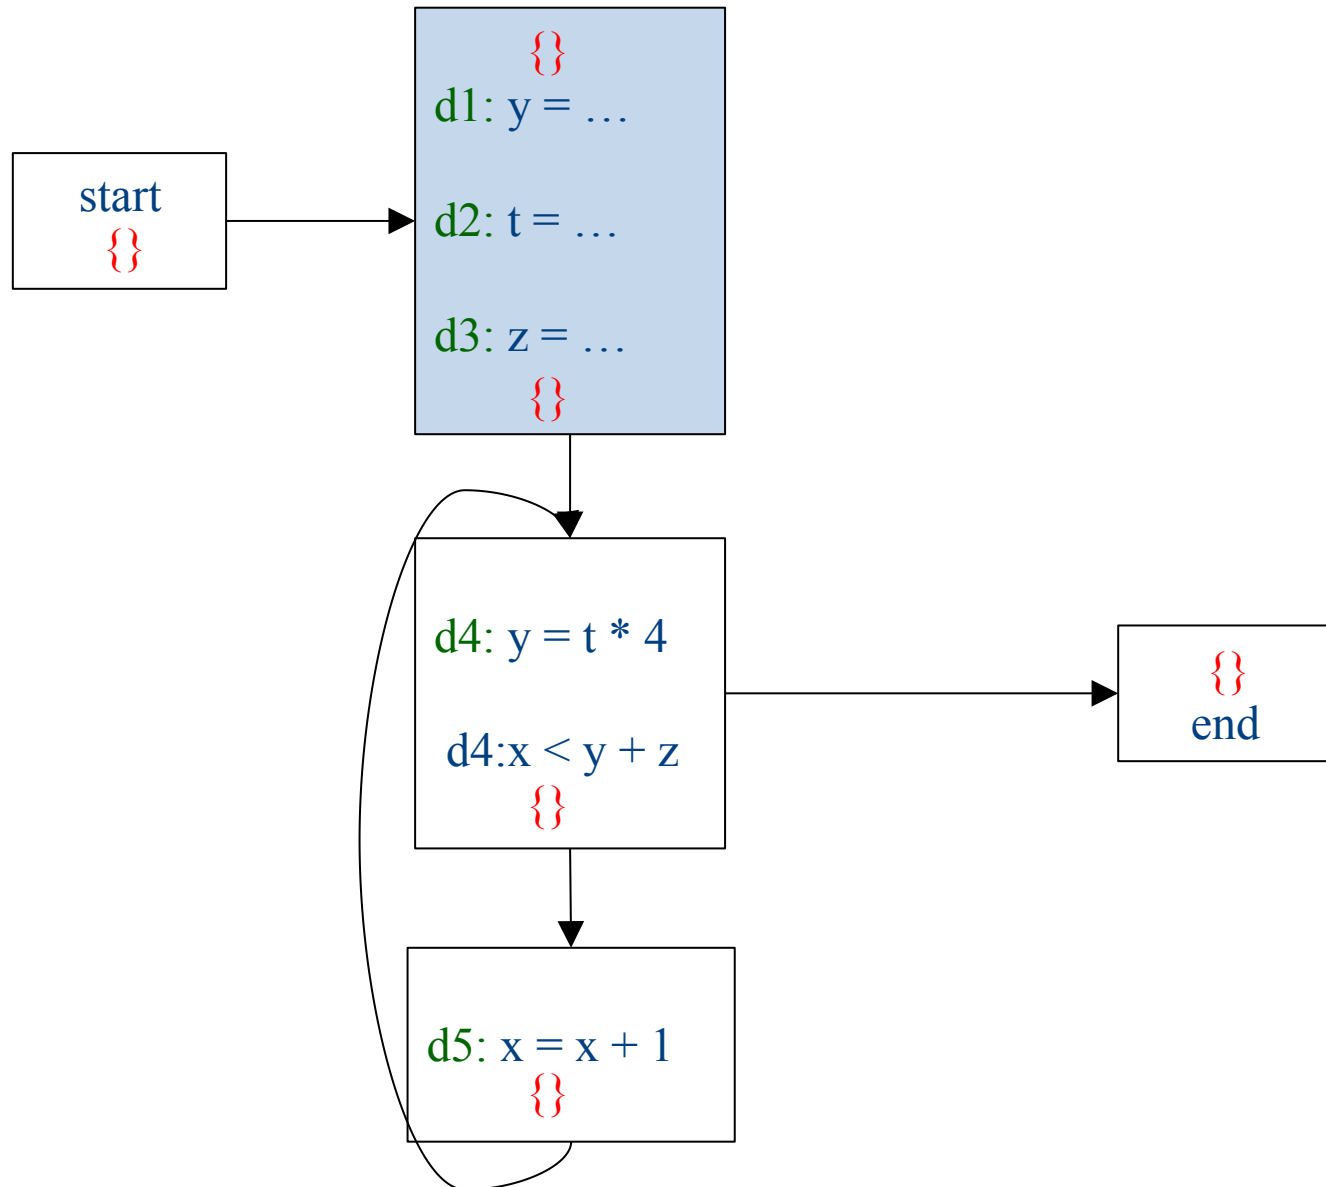 start
{}
{}
d1: y = …
d2: t = …
d3: z = …
{}
d4: y = t * 4
d4:x < y + z
{}
{}
end
d5: x = x + 1
{}